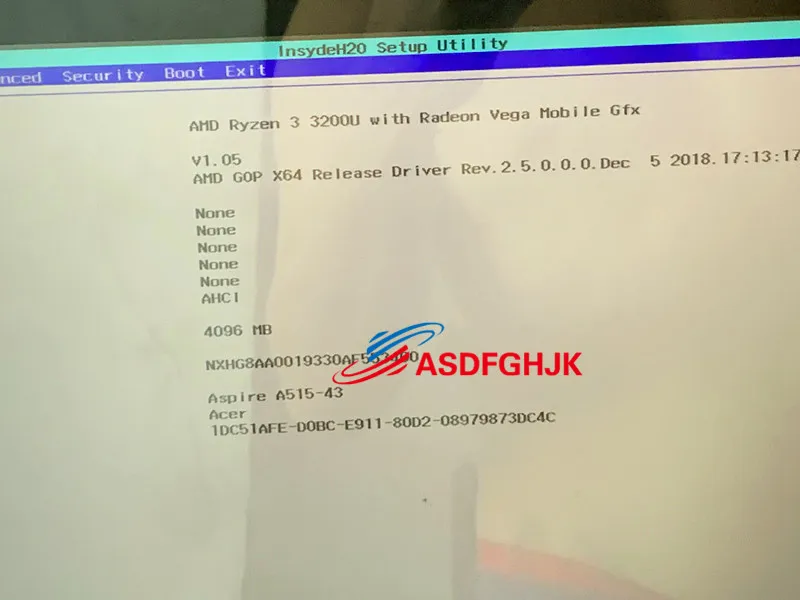 InsydeH20 Setup Utility
nced Security Boot Exit
AMD Ryzen 3 3200U with Radeon Vega Mobile Gfx
V1.05
AMD GOP X64 Release Driver Rev.2.5.0.0.0.Dec 5 2018.17:13:17
None
None
None
None
None
AHCI
4096 MB
ASDFGHJK
Aspire A515-43
Acer
1DC51AFE-D0BC-E911-80D2-08979873DC4C